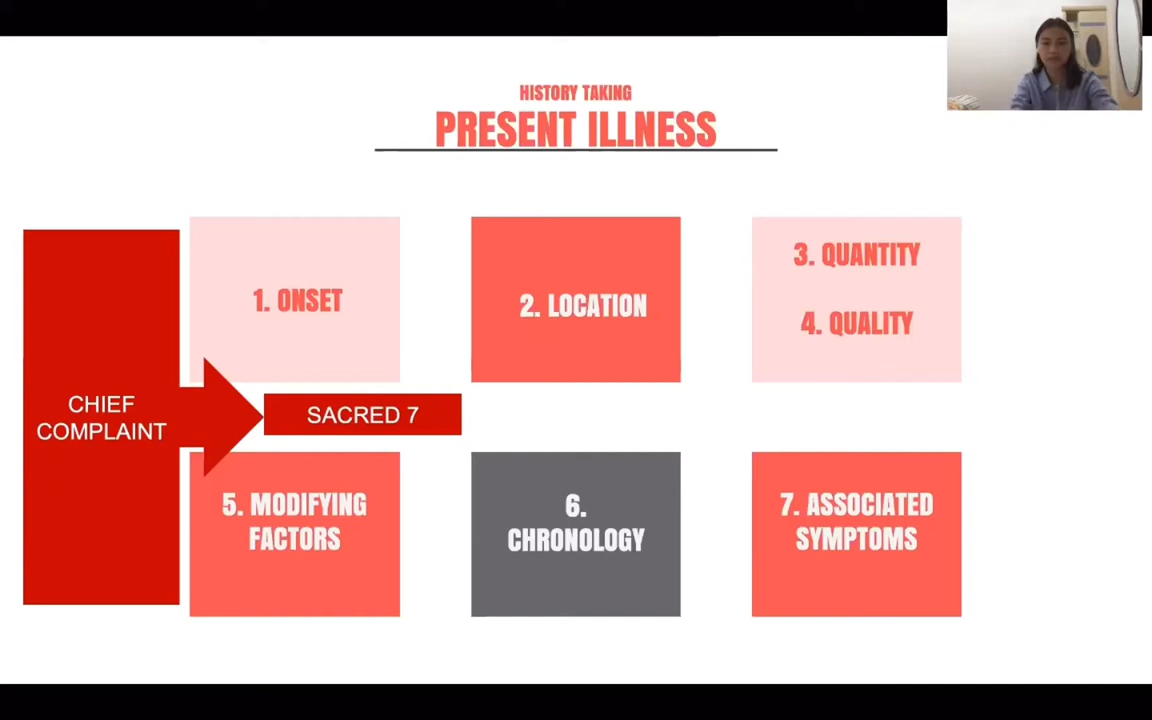 HISTORY TAKING
PRESENT ILLNESS
1. ONSET
2. LOCATION
3. QUANTITY
4. QUALITY
CHIEF
COMPLAINT
SACRED 7
5. MODIFYING
FACTORS
6.
CHRONOLOGY
7. ASSOCIATED
SYMPTOMS